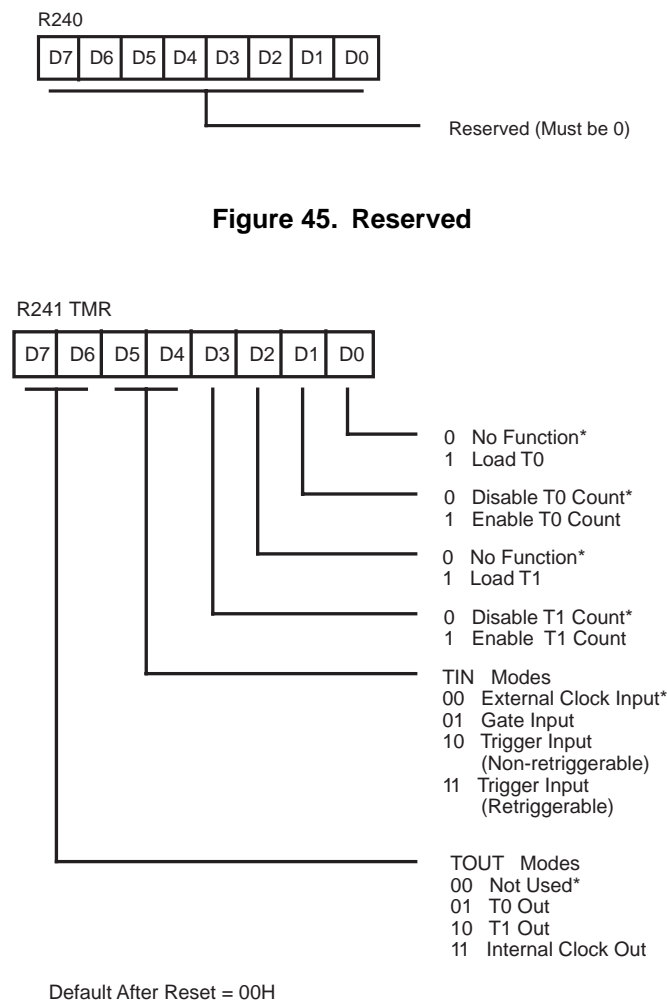 R240
D7 D6 D5 D4 D3 D2 D1 D0
Reserved (Must be 0)
Figure 45. Reserved
R241 TMR
D7 D6 D5 D4 D3 D2 D1 D0
0 No Function*
1 Load T0
0 Disable T0 Count*
1 Enable T0 Count
0 No Function*
1 Load T1
0 Disable T1 Count*
1 Enable T1 Count
TIN Modes
00 External Clock Input*
01 Gate Input
10 Trigger Input
(Non-retriggerable)
11 Trigger Input
(Retriggerable)
TOUT Modes
00 Not Used*
01 T0 Out
10 T1 Out
11 Internal Clock Out
Default After Reset = 00H